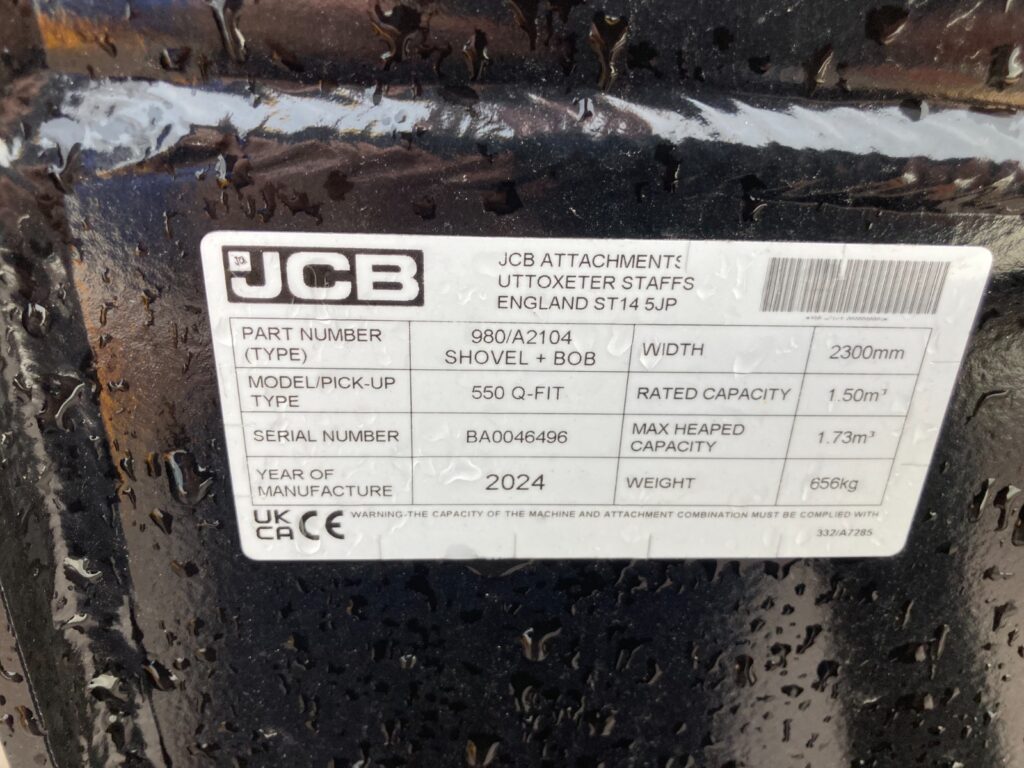 JCB
JCB ATTACHMENTS
UTTOXETER STAFFS
ENGLAND ST14 5JP
PART NUMBER
(TYPE)
980/A2104
SHOVEL + BOB
WIDTH
2300mm
MODEL/PICK-UP
TYPE
550 Q-FIT
RATED CAPACITY
1.50m³
SERIAL NUMBER
BA0046496
MAX HEAPED
CAPACITY
1.73m³
YEAR OF
MANUFACTURE
2024
WEIGHT
656kg
UK
CA
CE
WARNING-THE CAPACITY OF THE MACHINE AND ATTACHMENT COMBINATION MUST BE COMPLIED WITH
332/A7285